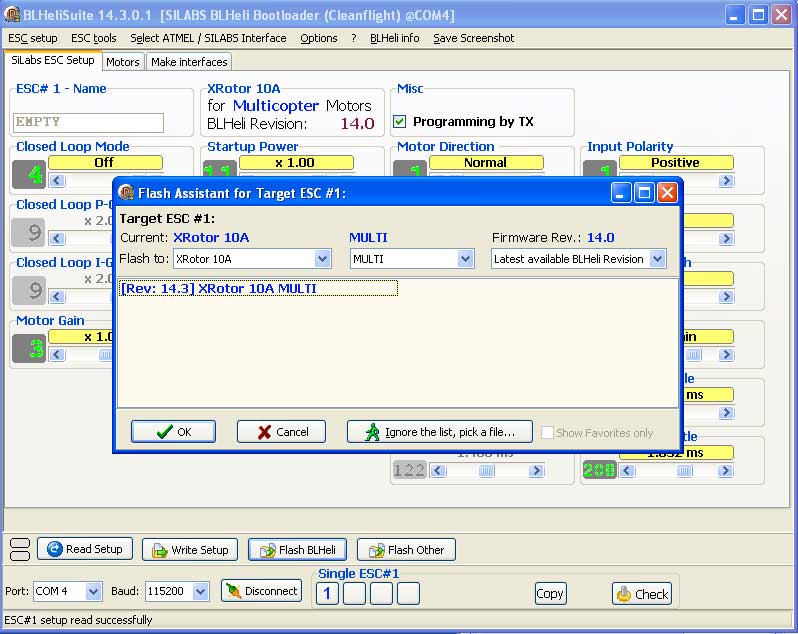 BLHeliSuite 14.3.0.1 [SILABS BLHeli Bootloader (Cleanflight) @COM4]
ESC setup ESC tools Select ATMEL / SILABS Interface Options ? BLHeli info Save Screenshot
SiLabs ESC Setup Motors Make interfaces
ESC# 1 - Name XRotor 10A Misc
for Multicopter Motors
EMPTY BLHeli Revision: 14.0 Programming by TX
Closed Loop Mode Startup Power Motor Direction Input Polarity
4 Off 11 x 1.00 1 Normal 1 Positive
Flash Assistant for Target ESC #1:
Target ESC #1:
Current: XRotor 10A MULTI Firmware Rev.: 14.0
Flash to: XRotor 10A MULTI Latest available BLHeli Revision
[Rev: 14.3] XRotor 10A MULTI
OK Cancel Ignore the list, pick a file... Show Favorites only
Closed Loop P-G
9 x 2.0
Closed Loop I-G
9 x 2.0
Motor Gain
3 x 1.0
ms
122 200 ms
Read Setup Write Setup Flash BLHeli Flash Other
Single ESC#1
Port: COM 4 Baud: 115200 Disconnect 1 Copy Check
ESC#1 setup read successfully